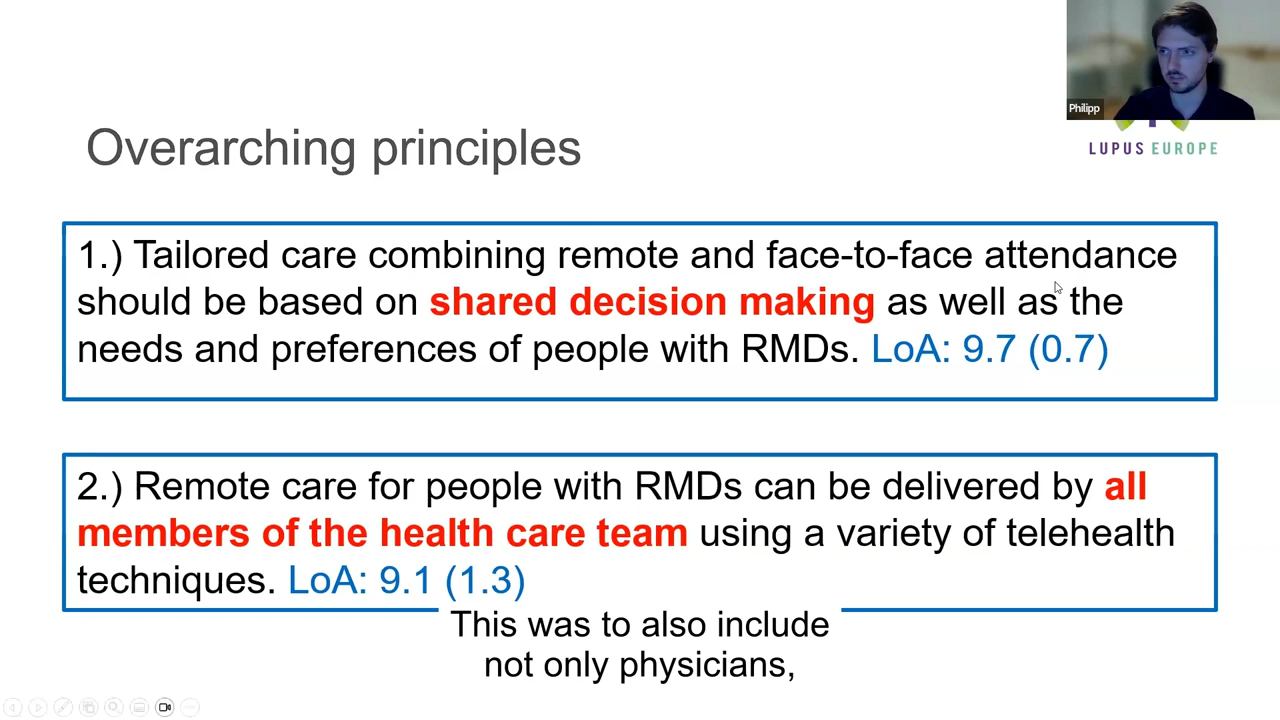 Philipp
LUPUS EUROPE
Overarching principles
1.) Tailored care combining remote and face-to-face attendance
should be based on shared decision making as well as the
needs and preferences of people with RMDs. LoA: 9.7 (0.7)
2.) Remote care for people with RMDs can be delivered by all
members of the health care team using a variety of telehealth
techniques. LoA: 9.1 (1.3)
This was to also include
not only physicians,